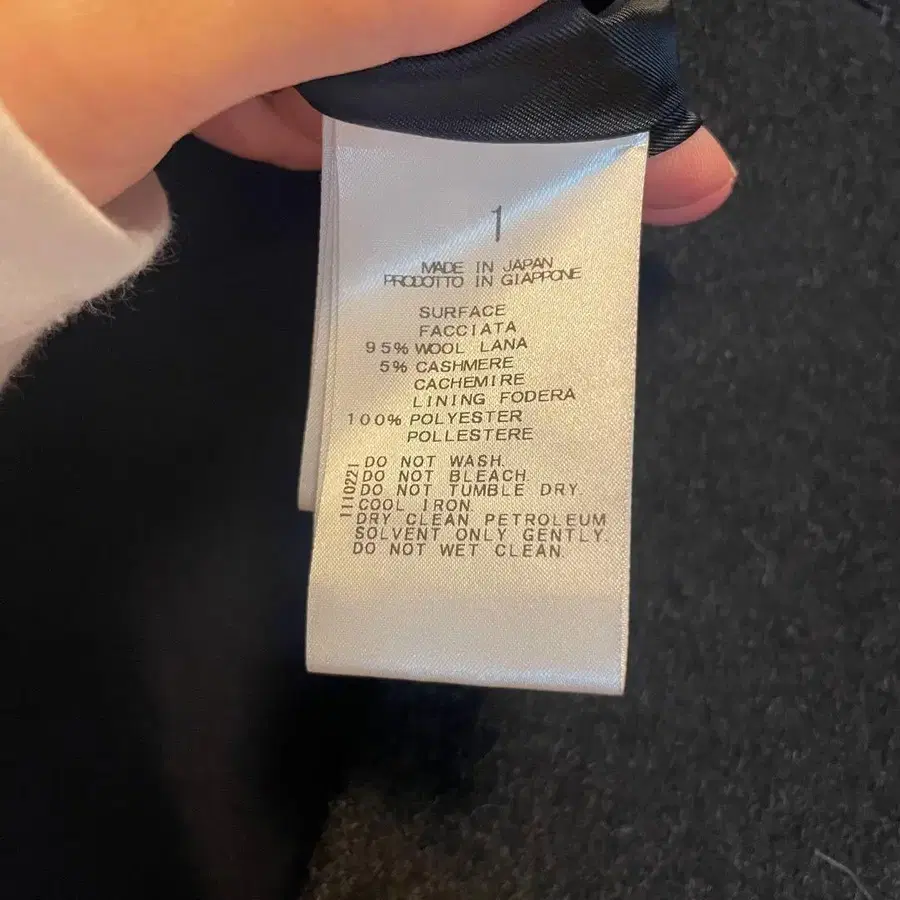 1
MADE IN JAPAN
PRODOTTO IN GIAPPONE
SURFACE
FACCIATA
95% WOOL LANA
5% CASHMERE
CACHEMIRE
LINING FODERA
100% POLYESTER
POLLESTERE
DO NOT WASH.
DO NOT BLEACH.
DO NOT TUMBLE DRY.
COOL IRON.
DRY CLEAN PETROLEUM
SOLVENT ONLY GENTLY.
DO NOT WET CLEAN.
1110221